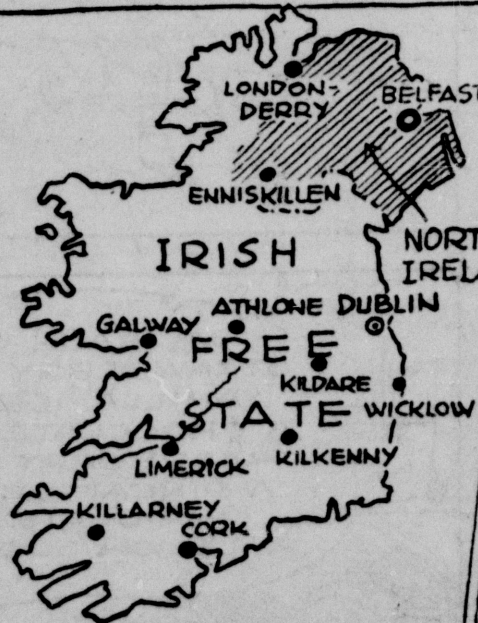 LONDON-
DERRY
BELFAST
ENNISKILLEN
NORT
IREL
IRISH
FREE
STATE
ATHLONE
DUBLIN
GALWAY
KILDARE
WICKLOW
LIMERICK
KILKENNY
KILLARNEY
CORK